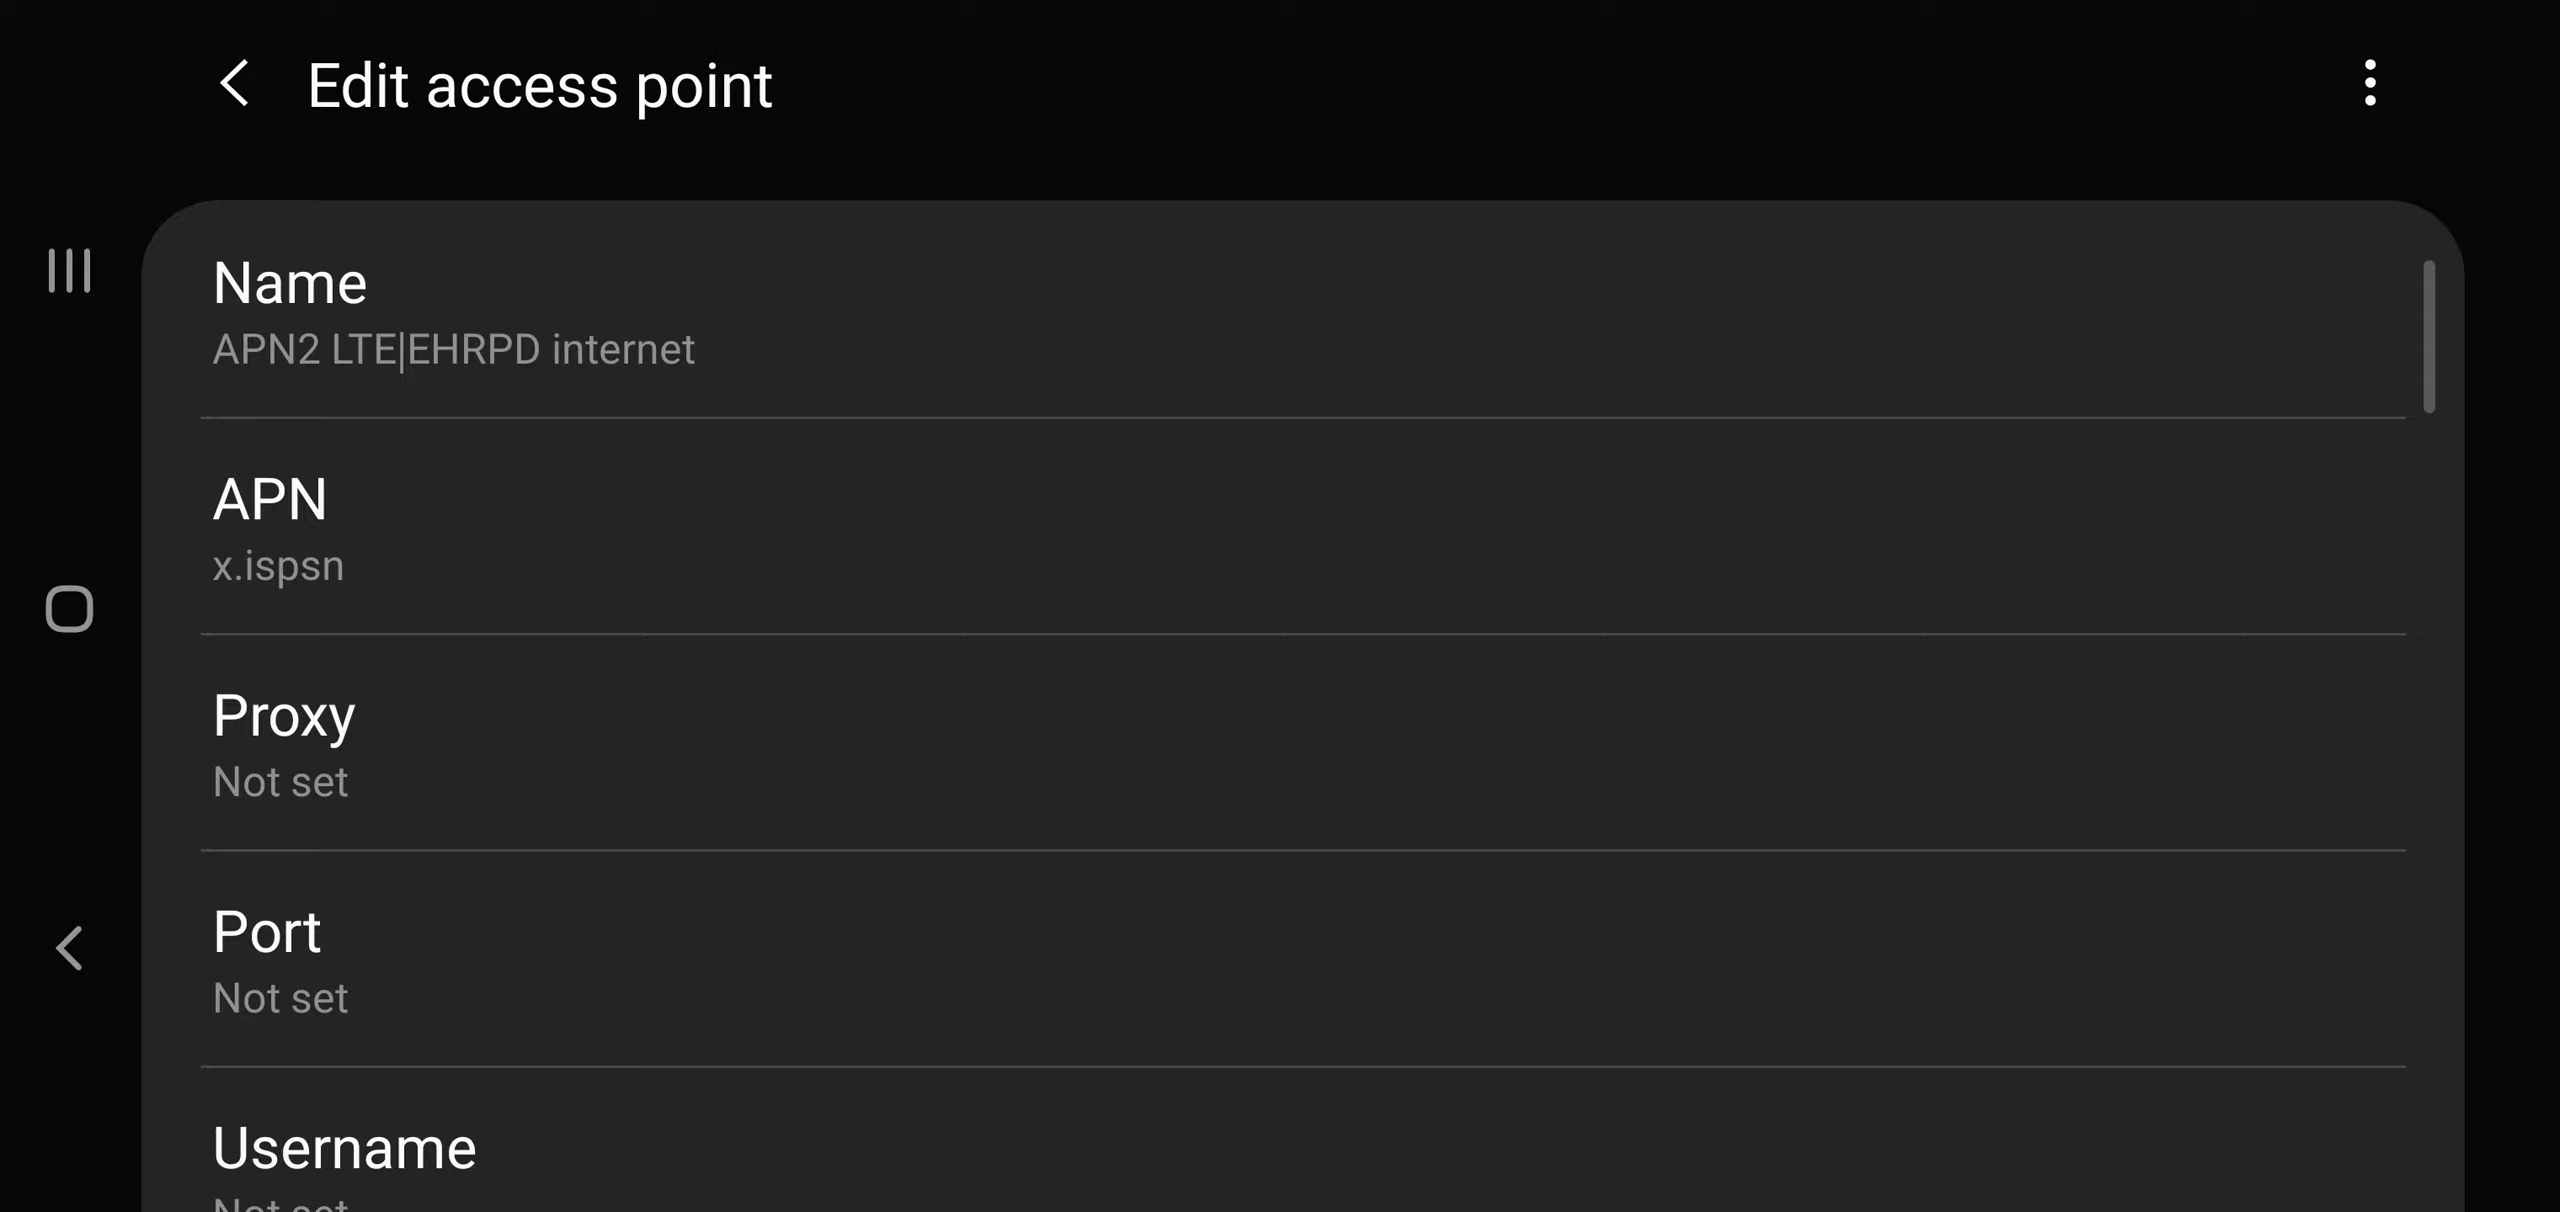 Edit access point
Name
APN2 LTE|EHRPD internet
APN
x.ispsn
Proxy
Not set
Port
Not set
Username
Not set